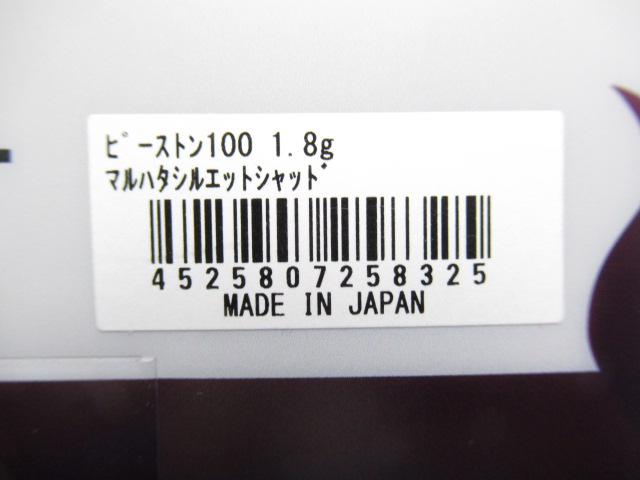 ﾋﾞｰｽﾄﾝ100 1.8g
ﾏﾙﾊﾀｼﾙｴｯﾄｼｬｯﾄﾞ
4525807258325
MADE IN JAPAN